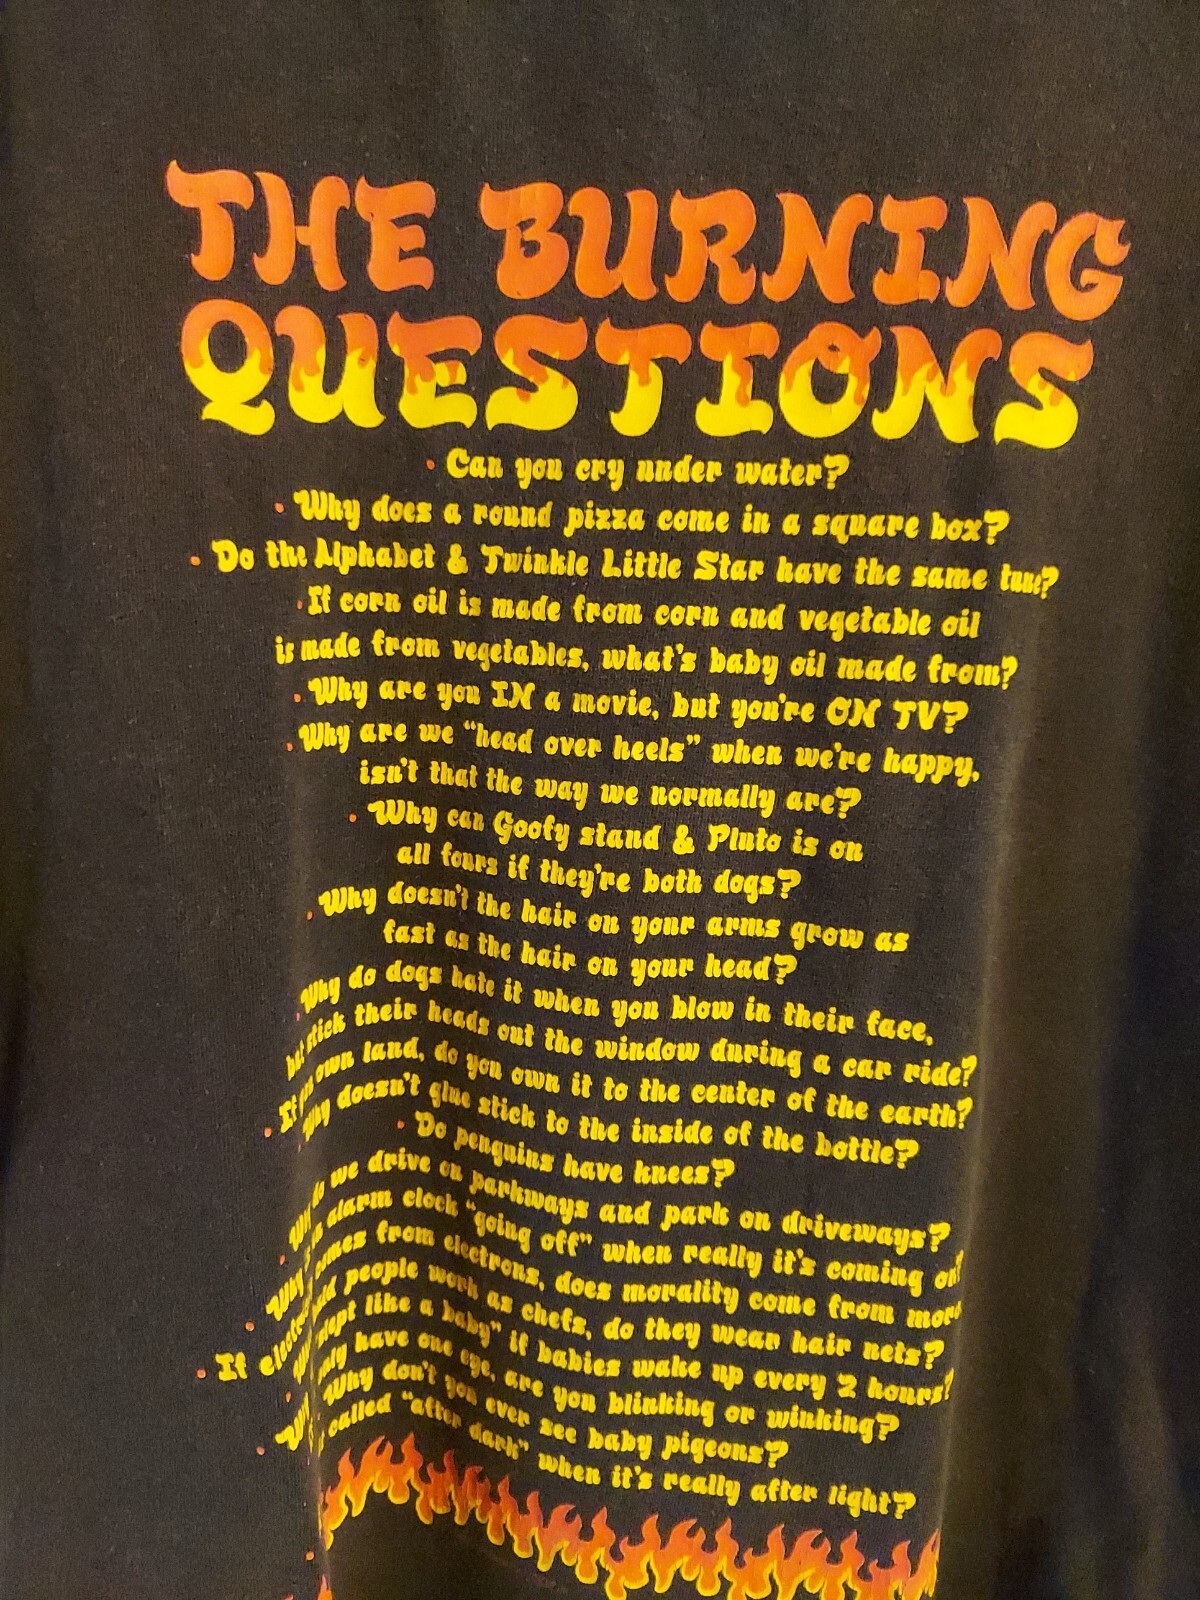 THE BURNING
QUESTIONS
• Can you cry under water?
• Why does a round pizza come in a square box?
• Do the Alphabet & Twinkle Little Star have the same tune?
• If corn oil is made from corn and vegetable oil
is made from vegetables, what's baby oil made from?
• Why are you IN a movie, but you're ON TV?
• Why are we "head over heels" when we're happy,
isn't that the way we normally are?
• Why can Goofy stand & Pluto is on
all fours if they're both dogs?
• Why doesn't the hair on your arms grow as
fast as the hair on your head?
• Why do dogs hate it when you blow in their face,
but stick their heads out the window during a car ride?
• If you own land, do you own it to the center of the earth?
Why doesn't glue stick to the inside of the bottle?
• Do penguins have knees?
• Why do we drive on parkways and park on driveways?
• Why is an alarm clock "going off" when really it's coming on?
• If electricity comes from electrons, does morality come from
people work as chefs, do they wear hair nets?
slept like a baby" if babies wake up every 2 hours?
have one eye, are you blinking or winking?
Why don't you ever see baby pigeons?
called "after dark" when it's really after light?